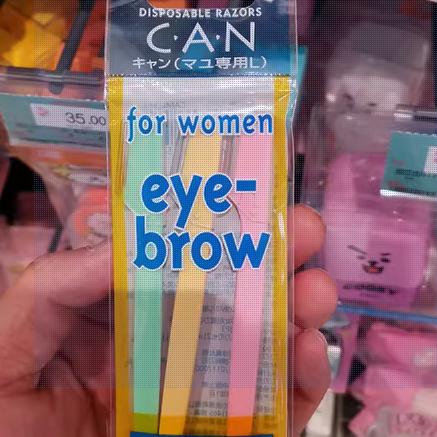 DISPOSABLE RAZORS
C·A·N
キャン(マユ専用L)
35.00
for women
eye-
brow